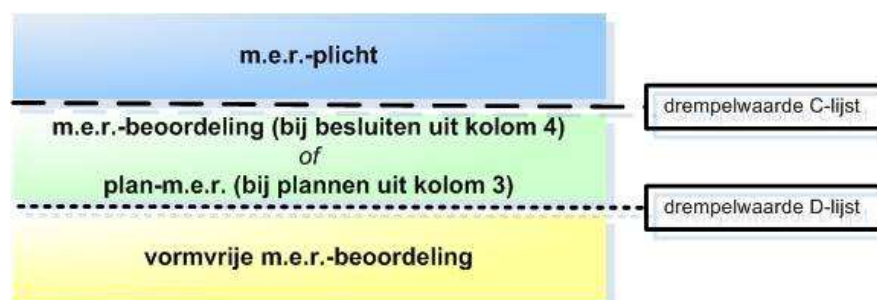 m.e.r.-plicht
drempelwaarde C-lijst
m.e.r.-beoordeling (bij besluiten uit kolom 4)
of
plan-m.e.r. (bij plannen uit kolom 3)
drempelwaarde D-lijst
vormvrije m.e.r.-beoordeling